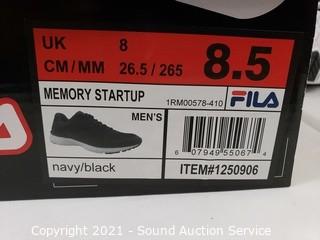 UK 8
CM/MM 26.5 / 265
8.5
MEMORY STARTUP
1RM00578-410
FILA
MEN'S
navy/black
6 07949 55067 4
ITEM#1250906
Copyright 2021 - Sound Auction Service